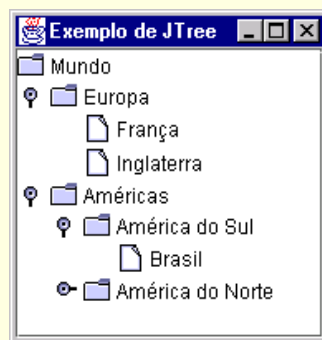 Exemplo de JTree
Mundo
Europa
França
Inglaterra
Américas
América do Sul
Brasil
América do Norte